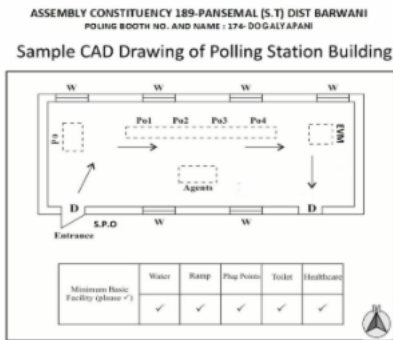 ASSEMBLY CONSTITUENCY 189-PANSEMAL (S.T) DIST BARWANI
POLING BOOTH NO. AND NAME : 174- DOGALYAPANI
Sample CAD Drawing of Polling Station Building
W W W W
Po1 Po2 Po3 Po4
Po
EVM
Agents
D D
S.P.O W W
Entrance
Minimum Basic Facility (please ✓) Water Ramp Plug Points Toilet Healthcare
✓ ✓ ✓ ✓ ✓